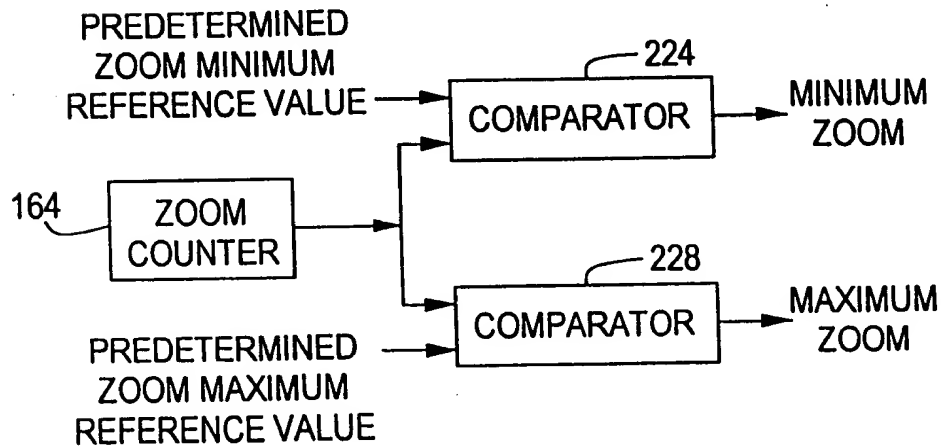 PREDETERMINED
ZOOM MINIMUM
REFERENCE VALUE
224
COMPARATOR
MINIMUM
ZOOM
164
ZOOM
COUNTER
228
COMPARATOR
MAXIMUM
ZOOM
PREDETERMINED
ZOOM MAXIMUM
REFERENCE VALUE